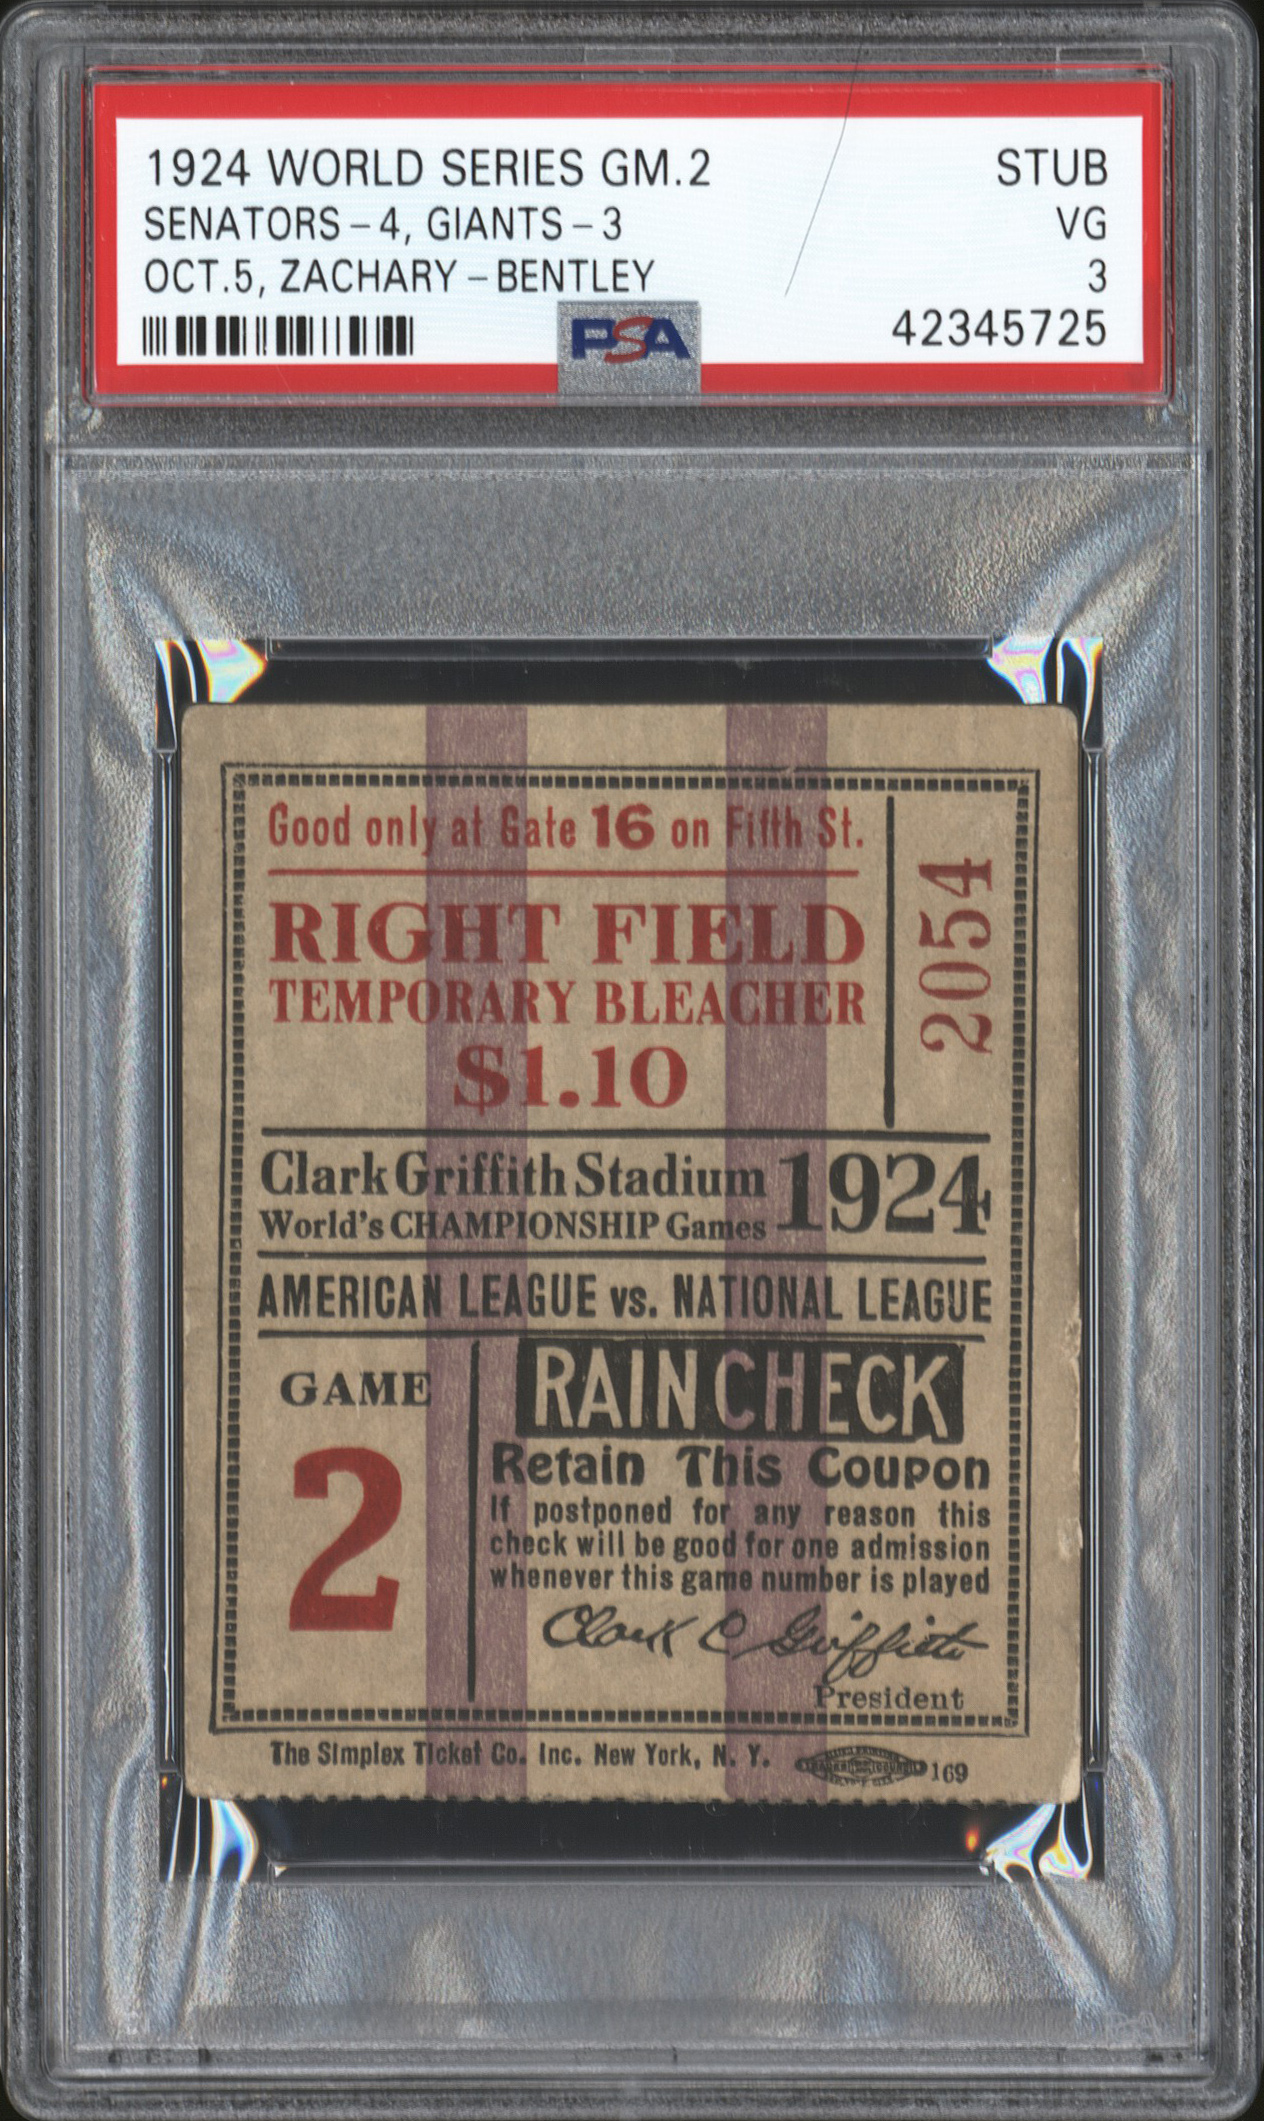 1924 WORLD SERIES GM.2 STUB
SENATORS - 4, GIANTS - 3 VG
OCT.5, ZACHARY - BENTLEY 3
PSA 42345725
Good only at Gate 16 on Fifth St.
RIGHT FIELD
TEMPORARY BLEACHER
$1.10
2054
Clark Griffith Stadium
World's CHAMPIONSHIP Games
1924
AMERICAN LEAGUE vs. NATIONAL LEAGUE
GAME
2
RAINCHECK
Retain This Coupon
If postponed for any reason this
check will be good for one admission
whenever this game number is played
Clark C Griffith
President
The Simplex Ticket Co. Inc. New York, N. Y. 169